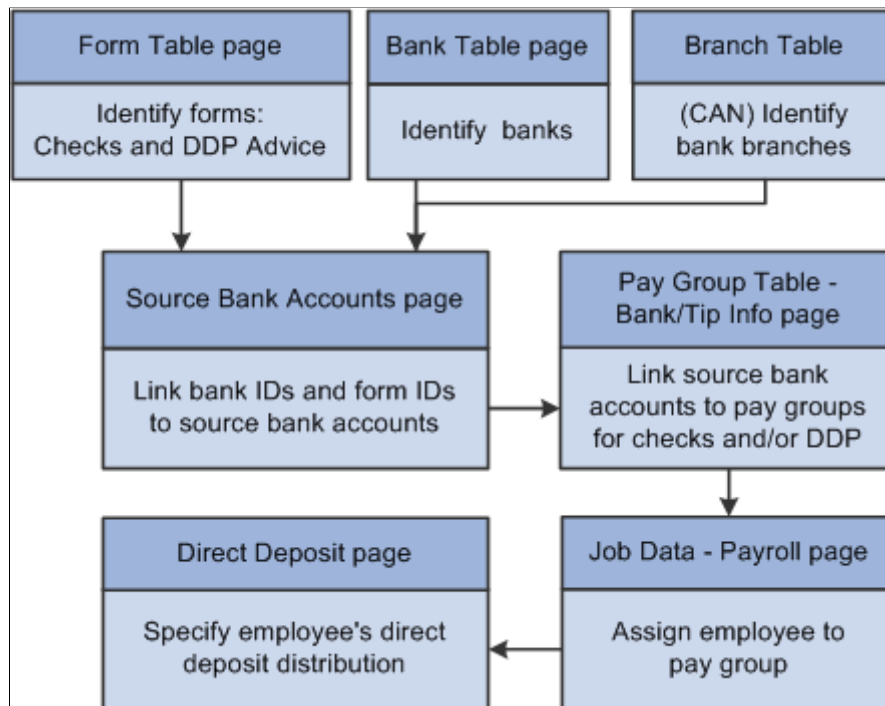 Form Table page
Identify forms:
Checks and DDP Advice
Bank Table page
Identify banks
Branch Table
(CAN) Identify
bank branches
Source Bank Accounts page
Link bank IDs and form IDs
to source bank accounts
Pay Group Table -
Bank/Tip Info page
Link source bank
accounts to pay groups
for checks and/or DDP
Job Data - Payroll page
Assign employee to
pay group
Direct Deposit page
Specify employee's direct
deposit distribution